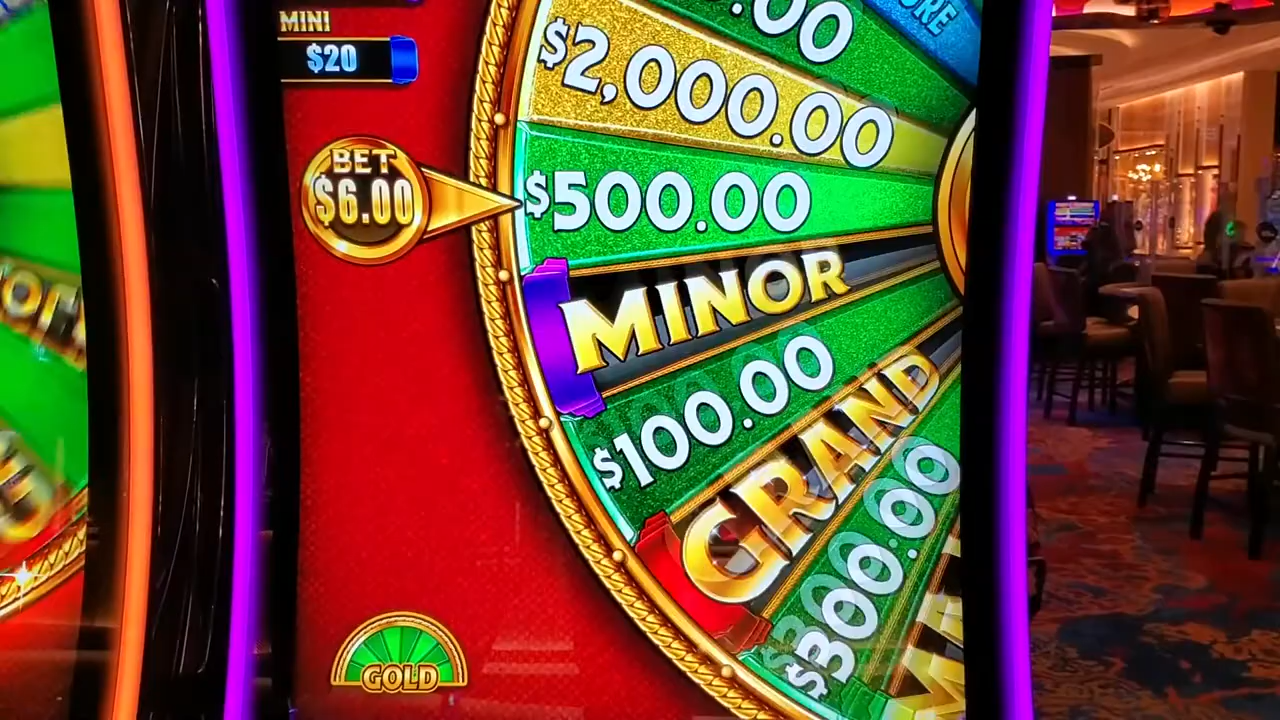 MINI
$20
$2,000.00
BET
$6.00
$500.00
MINOR
$100.00
GRAND
$300.00
GOLD